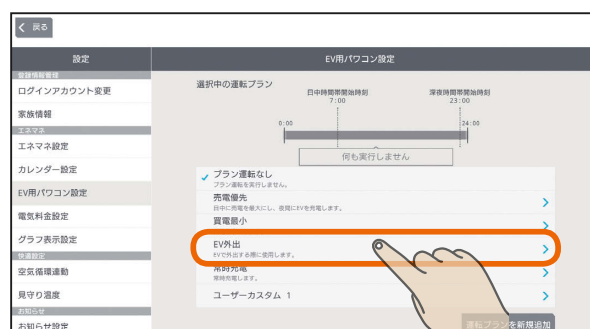 戻る
設定
EV用パワコン設定
登録情報管理
ログインアカウント変更
家族情報
エネマネ
エネマネ設定
カレンダー設定
EV用パワコン設定
電気料金設定
グラフ表示設定
快適設定
空気循環連動
見守り温度
お知らせ
お知らせ設定
選択中の運転プラン
日中時間帯開始時刻
7:00
深夜時間帯開始時刻
23:00
0:00
24:00
何も実行しません
プラン運転なし
プラン運転を実行しません。
売電優先
日中に売電を最大にし、夜間にEVを充電します。
買電最小
EV外出
EVで外出する際に使用します。
常時充電
常時充電します。
ユーザーカスタム 1
運転プランを新規追加